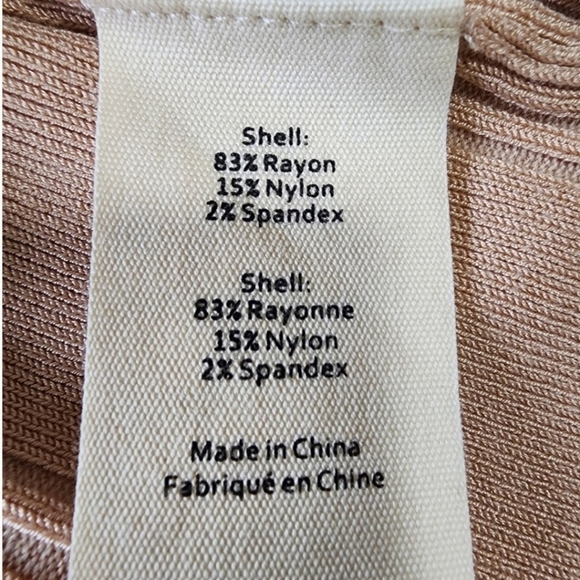 Shell:
83% Rayon
15% Nylon
2% Spandex
Shell:
83% Rayonne
15% Nylon
2% Spandex
Made in China
Fabriqué en Chine